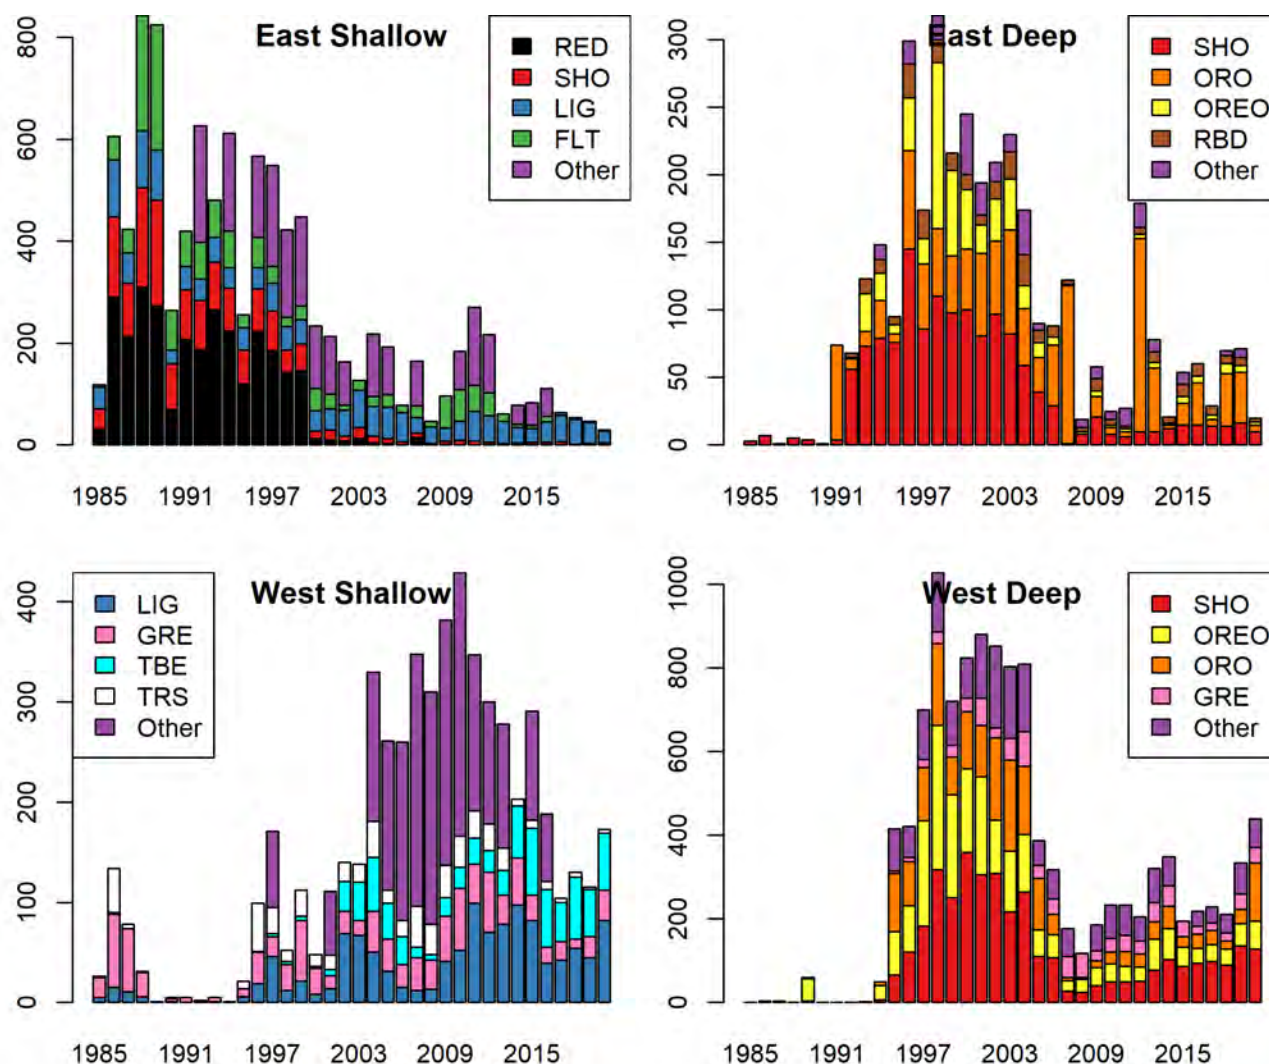 East Shallow
RED
SHO
LIG
FLT
Other
0 200 400 600 800
1985 1991 1997 2003 2009 2015
East Deep
SHO
ORO
OREO
RBD
Other
0 50 100 150 200 250 300
1985 1991 1997 2003 2009 2015
West Shallow
LIG
GRE
TBE
TRS
Other
0 100 200 300 400
1985 1991 1997 2003 2009 2015
West Deep
SHO
OREO
ORO
GRE
Other
0 200 400 600 800 1000
1985 1991 1997 2003 2009 2015